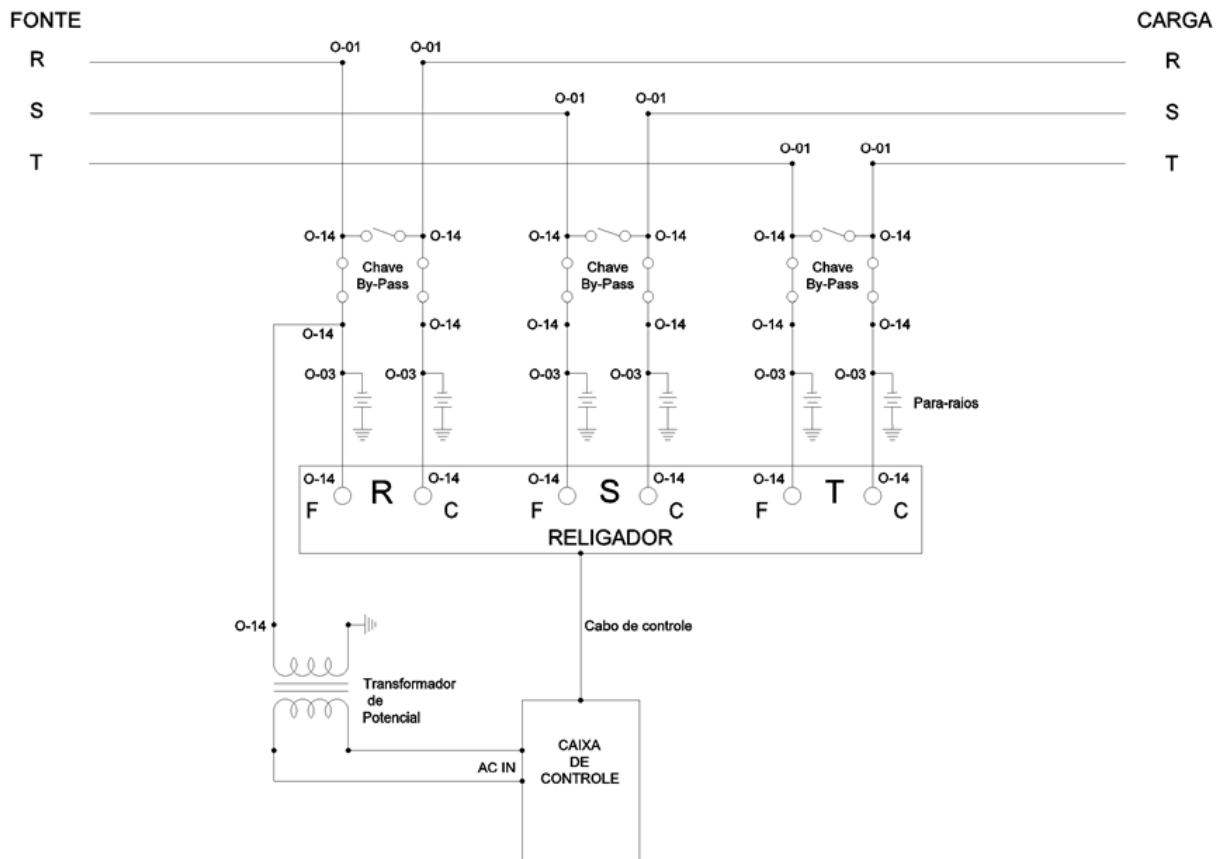 FONTE CARGA
O-01 O-01
R R
O-01 O-01
S S
O-01 O-01
T T
O-14 O-14 O-14 O-14 O-14 O-14
Chave Chave Chave
By-Pass By-Pass By-Pass
O-14 O-14 O-14 O-14 O-14 O-14
O-03 O-03 O-03 O-03 O-03 O-03
Para-raios
O-14 O-14 O-14 O-14 O-14 O-14
R S T
F C F C F C
RELIGADOR
O-14 Cabo de controle
Transformador
de
Potencial
CAIXA
DE
CONTROLE
AC IN